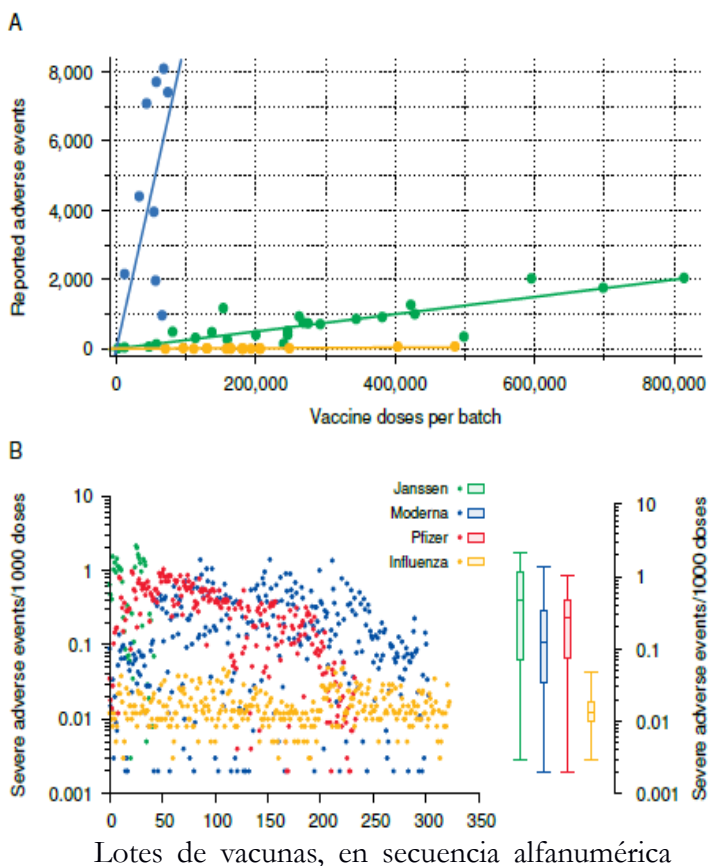 A
Reported adverse events
8,000
6,000
4,000
2,000
0
0 200,000 400,000 600,000 800,000
Vaccine doses per batch
B
Severe adverse events/1000 doses
10
1
0.1
0.01
0.001
0 50 100 150 200 250 300 350
Janssen
Moderna
Pfizer
Influenza
10
1
0.1
0.01
0.001
Severe adverse events/1000 doses
Lotes de vacunas, en secuencia alfanumérica